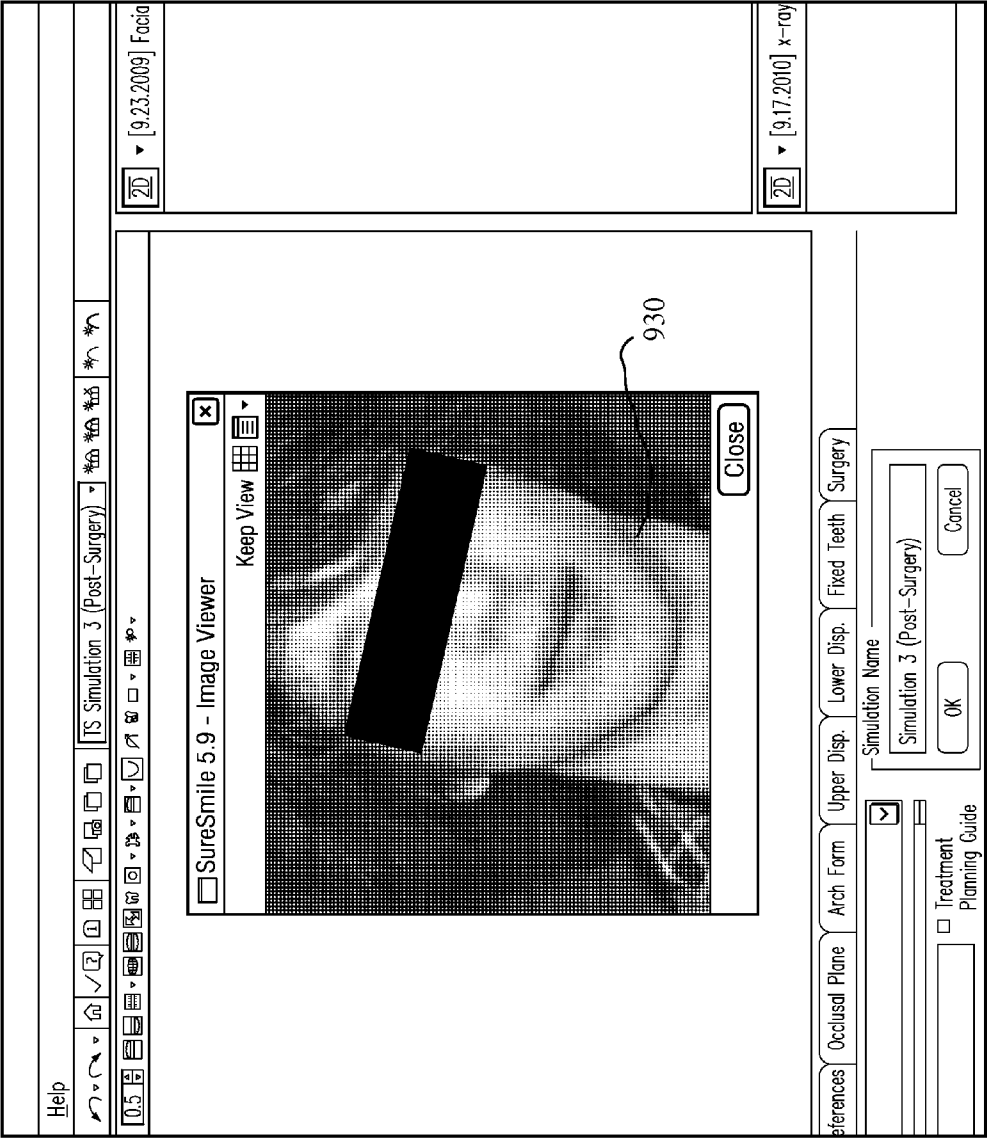 Help
TS Simulation 3 (Post-Surgery)
0.5
[9.23.2009] Facia
2D
SureSmile 5.9 - Image Viewer
Keep View
930
Close
2D
[9.17.2010] x-ray
eferences
Occlusal Plane
Arch Form
Upper Disp.
Lower Disp.
Fixed Teeth
Surgery
Simulation Name
Simulation 3 (Post-Surgery)
OK
Cancel
Treatment
Planning Guide